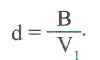 d = B / V₁.